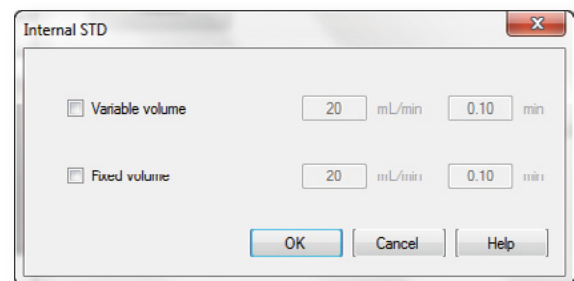 Internal STD
Variable volume 20 mL/min 0.10 min
Fixed volume 20 mL/min 0.10 min
OK Cancel Help